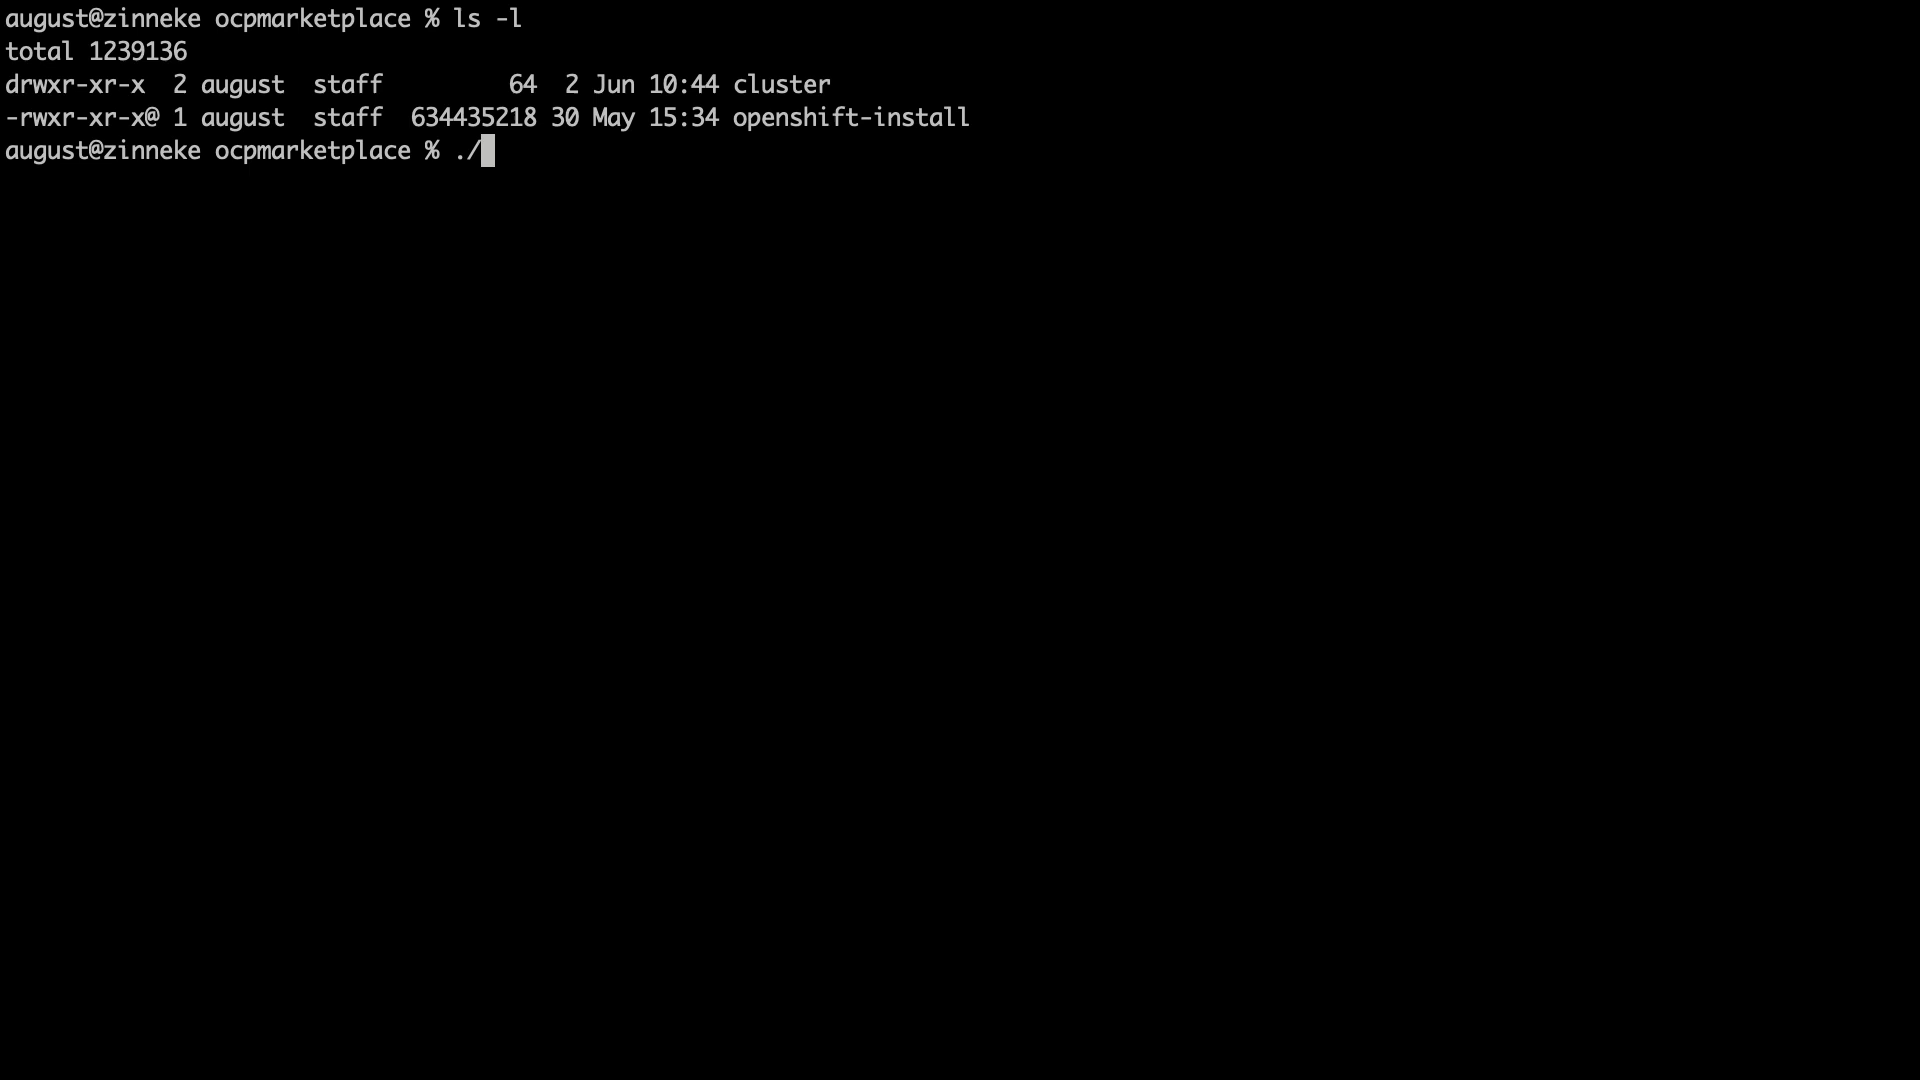 august@zinneke ocpmarketplace % ls -l
total 1239136
drwxr-xr-x  2 august  staff         64  2 Jun 10:44 cluster
-rwxr-xr-x@ 1 august  staff  634435218 30 May 15:34 openshift-install
august@zinneke ocpmarketplace % ./